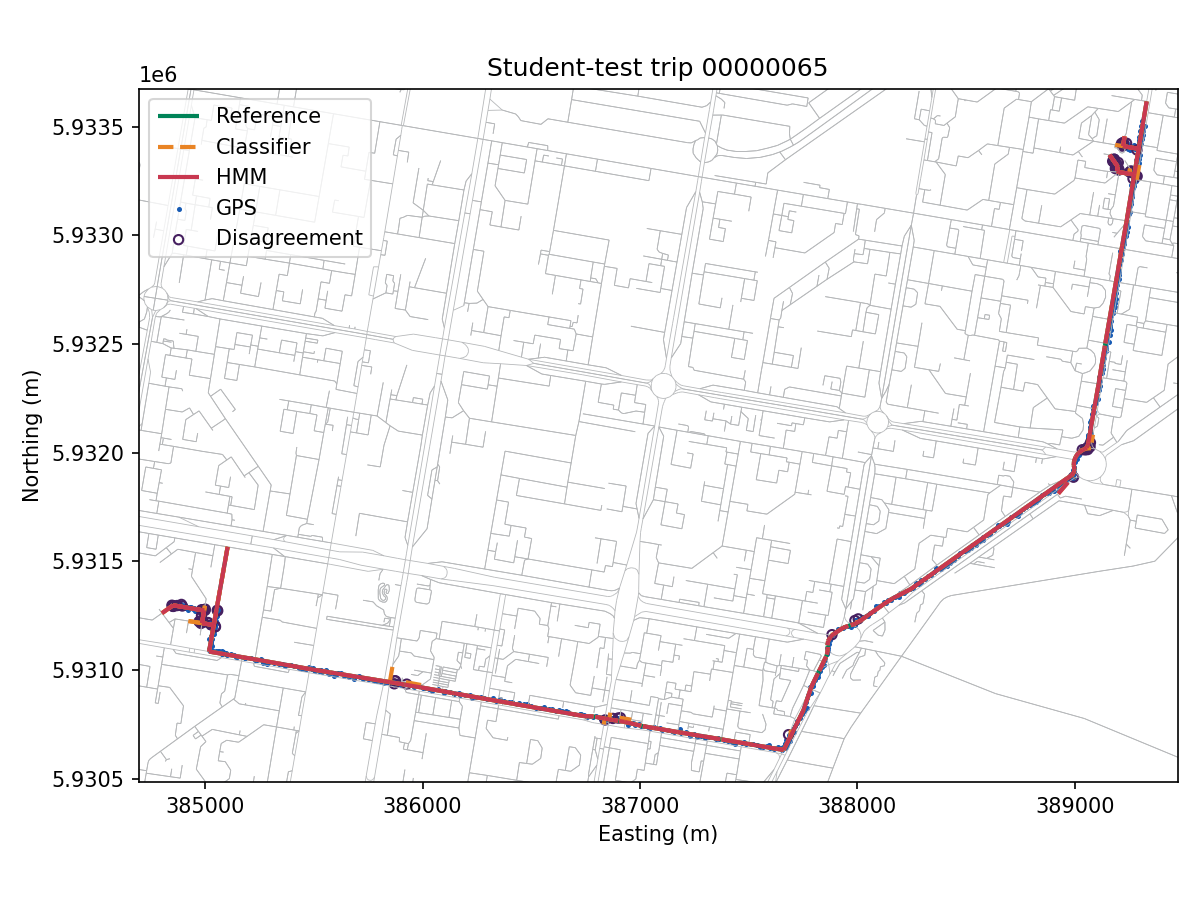 Student-test trip 00000065
1e6
Reference
Classifier
HMM
GPS
Disagreement
5.9335
5.9330
5.9325
5.9320
5.9315
5.9310
5.9305
Northing (m)
385000 386000 387000 388000 389000
Easting (m)